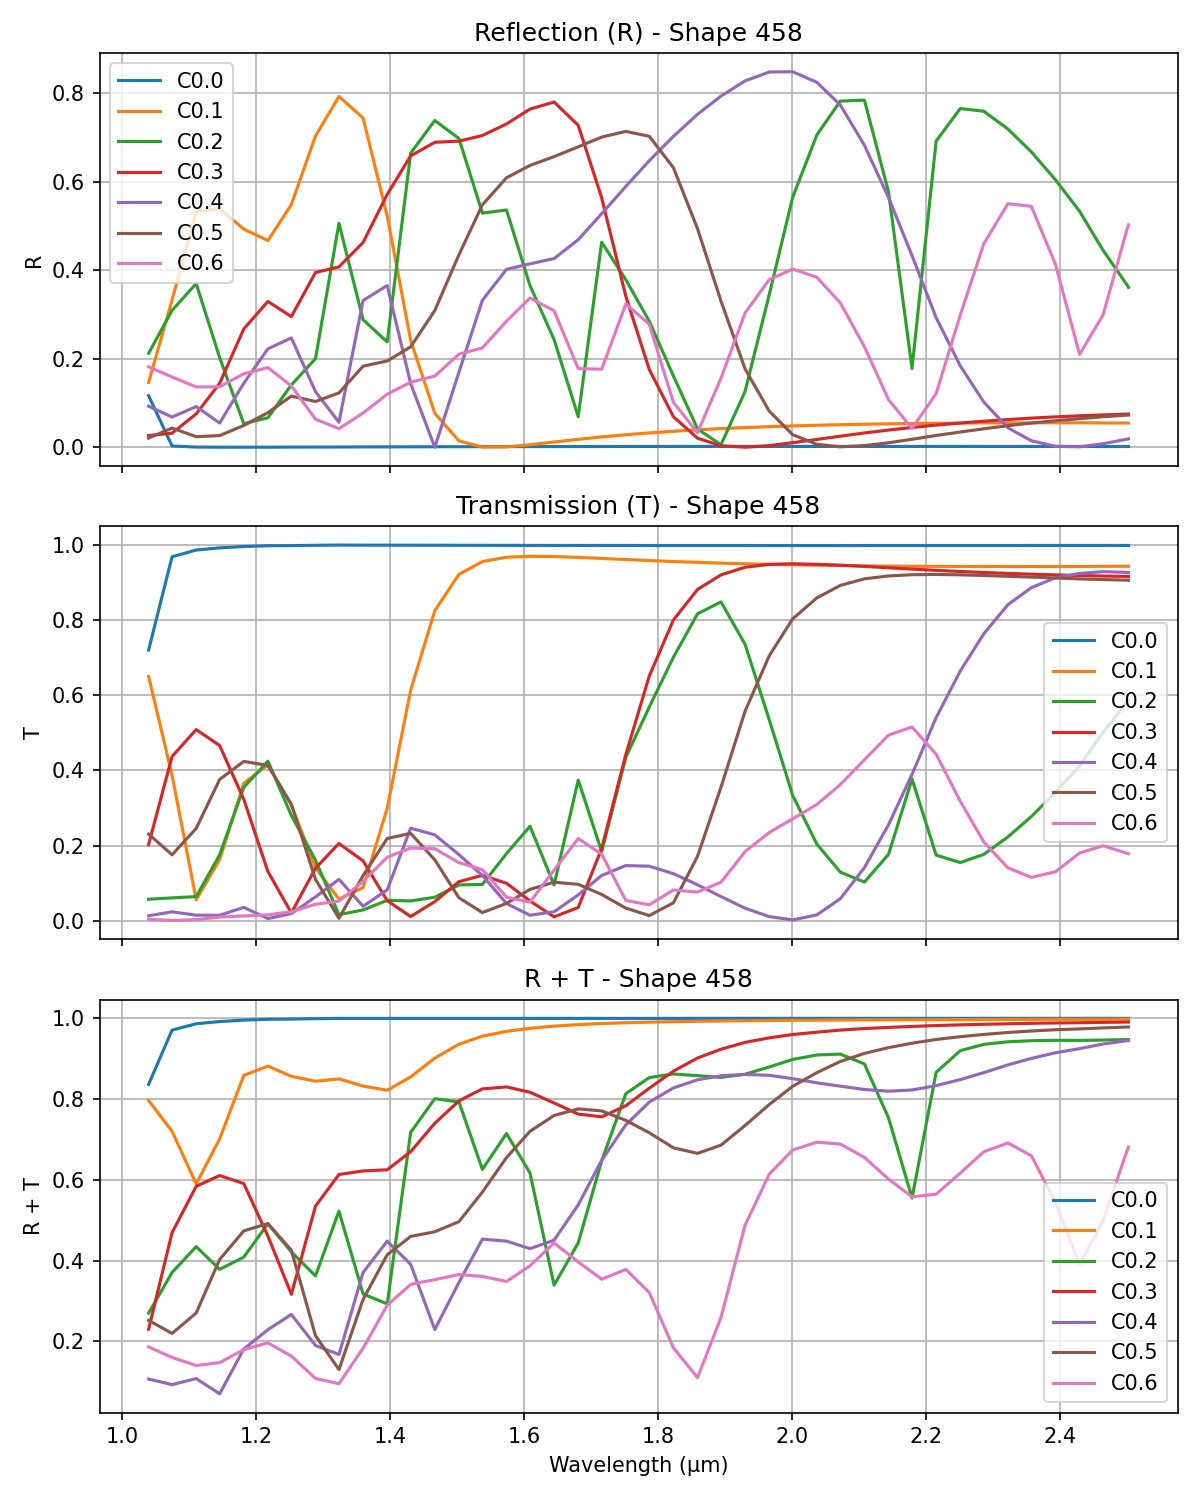 Reflection (R) - Shape 458
R
0.8
0.6
0.4
0.2
0.0
C0.0
C0.1
C0.2
C0.3
C0.4
C0.5
C0.6
Transmission (T) - Shape 458
T
1.0
0.8
0.6
0.4
0.2
0.0
C0.0
C0.1
C0.2
C0.3
C0.4
C0.5
C0.6
R + T - Shape 458
R + T
1.0
0.8
0.6
0.4
0.2
C0.0
C0.1
C0.2
C0.3
C0.4
C0.5
C0.6
1.0 1.2 1.4 1.6 1.8 2.0 2.2 2.4
Wavelength (μm)